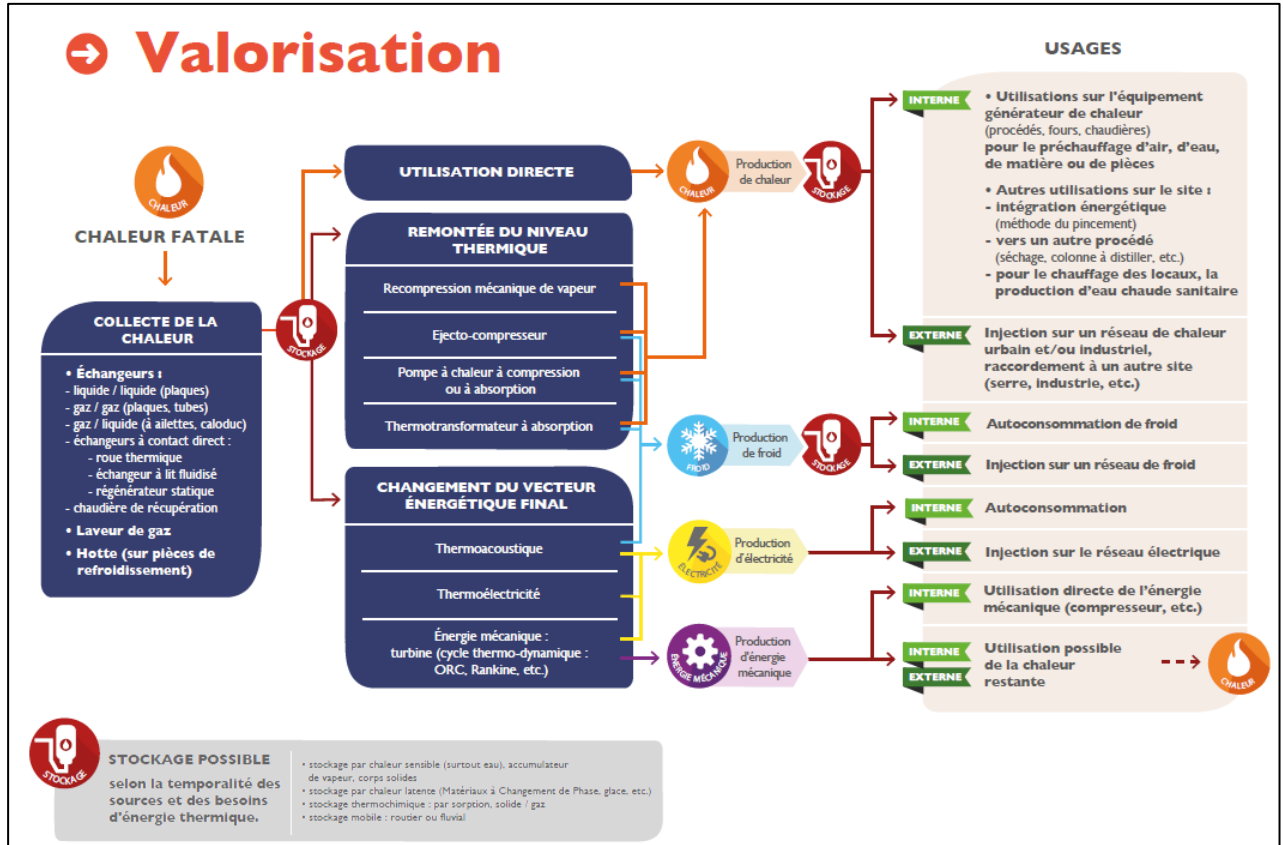 Valorisation
CHALEUR
CHALEUR FATALE
COLLECTE DE LA
CHALEUR
• Échangeurs :
- liquide / liquide (plaques)
- gaz / gaz (plaques, tubes)
- gaz / liquide (à ailettes, caloduc)
- échangeurs à contact direct :
- roue thermique
- échangeur à lit fluidisé
- régénérateur statique
- chaudière de récupération
• Laveur de gaz
• Hotte (sur pièces de
refroidissement)
STOCKAGE
UTILISATION DIRECTE
REMONTÉE DU NIVEAU
THERMIQUE
Recompression mécanique de vapeur
Ejecto-compresseur
Pompe à chaleur à compression
ou à absorption
Thermotransformateur à absorption
CHANGEMENT DU VECTEUR
ÉNERGÉTIQUE FINAL
Thermoacoustique
Thermoélectricité
Énergie mécanique :
turbine (cycle thermo-dynamique :
ORC, Rankine, etc.)
CHALEUR
Production
de chaleur
STOCKAGE
FROID
Production
de froid
STOCKAGE
ÉLECTRICITÉ
Production
d'électricité
ÉNERGIE MÉCANIQUE
Production
d'énergie
mécanique
USAGES
INTERNE
• Utilisations sur l'équipement
générateur de chaleur
(procédés, fours, chaudières)
pour le préchauffage d'air, d'eau,
de matière ou de pièces
• Autres utilisations sur le site :
- intégration énergétique
(méthode du pincement)
- vers un autre procédé
(séchage, colonne à distiller, etc.)
- pour le chauffage des locaux, la
production d'eau chaude sanitaire
EXTERNE
Injection sur un réseau de chaleur
urbain et/ou industriel,
raccordement à un autre site
(serre, industrie, etc.)
INTERNE
Autoconsommation de froid
EXTERNE
Injection sur un réseau de froid
INTERNE
Autoconsommation
EXTERNE
Injection sur le réseau électrique
INTERNE
Utilisation directe de l'énergie
mécanique (compresseur, etc.)
INTERNE
EXTERNE
Utilisation possible
de la chaleur
restante
CHALEUR
STOCKAGE
STOCKAGE POSSIBLE
selon la temporalité des
sources et des besoins
d'énergie thermique.
• stockage par chaleur sensible (surtout eau), accumulateur
de vapeur, corps solides
• stockage par chaleur latente (Matériaux à Changement de Phase, glace, etc.)
• stockage thermochimique : par sorption, solide / gaz
• stockage mobile : routier ou fluvial